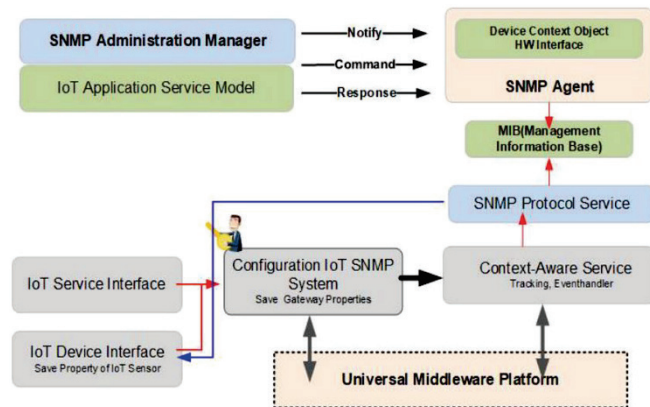 SNMP Administration Manager
IoT Application Service Model
Notify
Command
Response
Device Context Object
HW Interface
SNMP Agent
MIB(Management
Information Base)
SNMP Protocol Service
IoT Service Interface
Configuration IoT SNMP
System
Save Gateway Properties
Context-Aware Service
Tracking, Eventhandler
IoT Device Interface
Save Property of IoT Sensor
Universal Middleware Platform